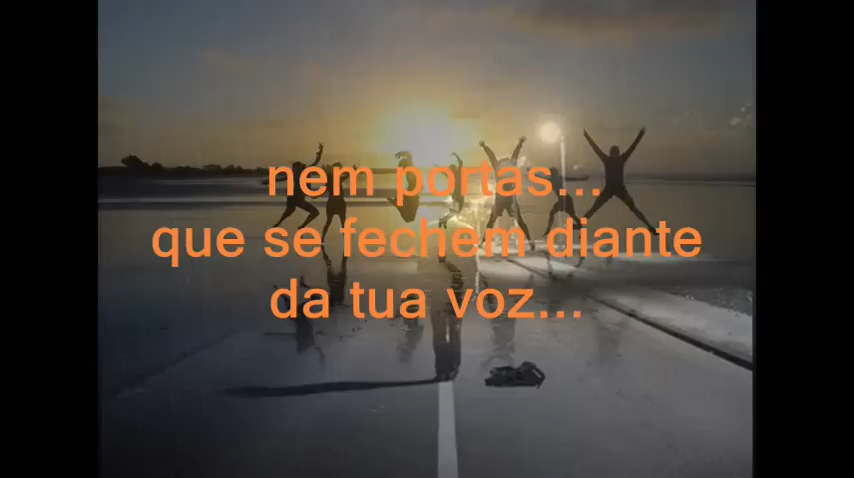 nem portas...
que se fechem diante
da tua voz...